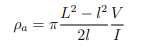 ρₐ = π (L² − l²)/(2l) V/I